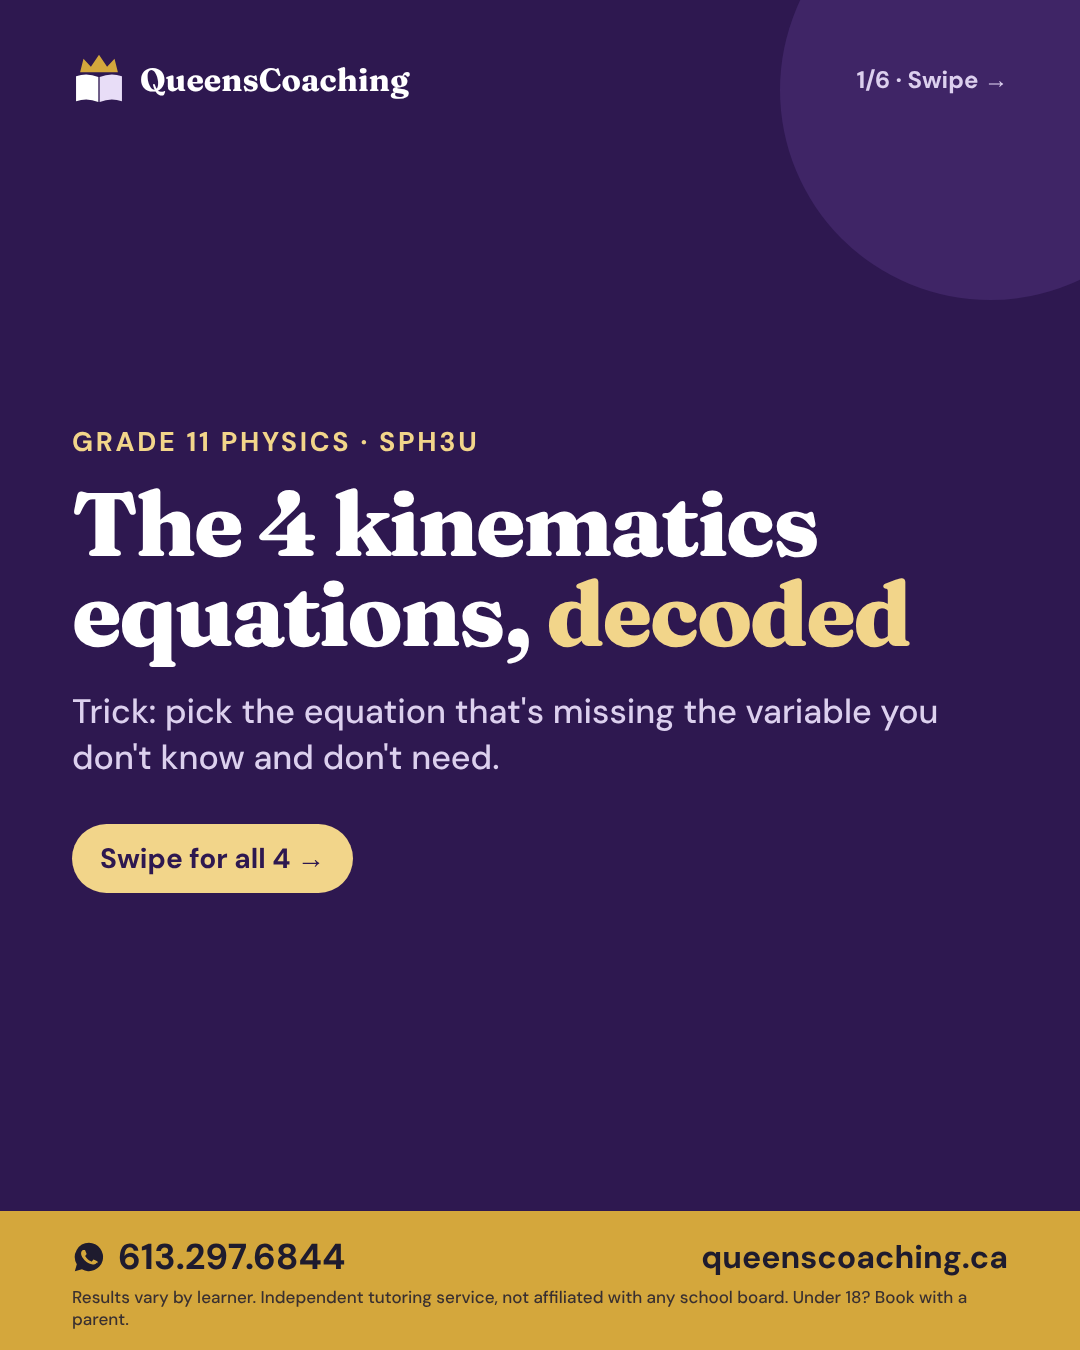 QueensCoaching
1/6 · Swipe →
GRADE 11 PHYSICS · SPH3U
The 4 kinematics
equations, decoded
Trick: pick the equation that's missing the variable you
don't know and don't need.
Swipe for all 4 →
613.297.6844
queenscoaching.ca
Results vary by learner. Independent tutoring service, not affiliated with any school board. Under 18? Book with a
parent.